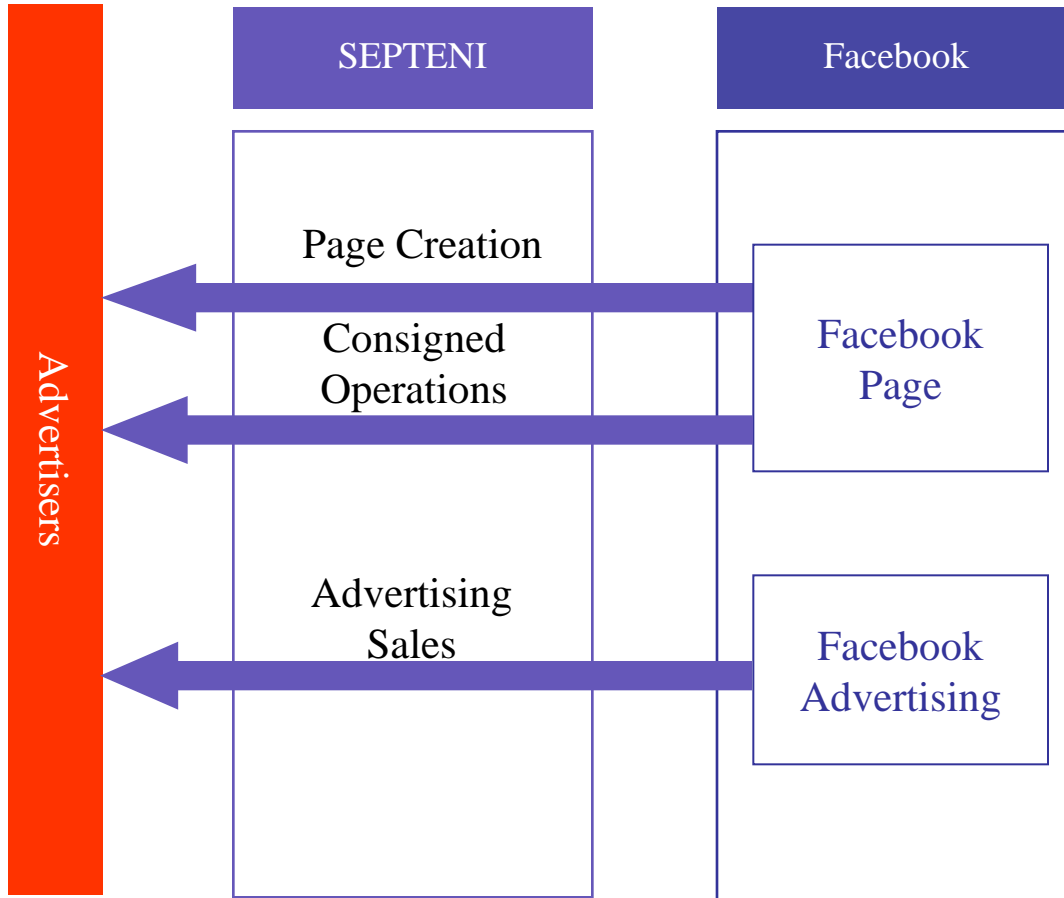 SEPTENI
Facebook
Advertisers
Page Creation
Consigned
Operations
Advertising
Sales
Facebook
Page
Facebook
Advertising